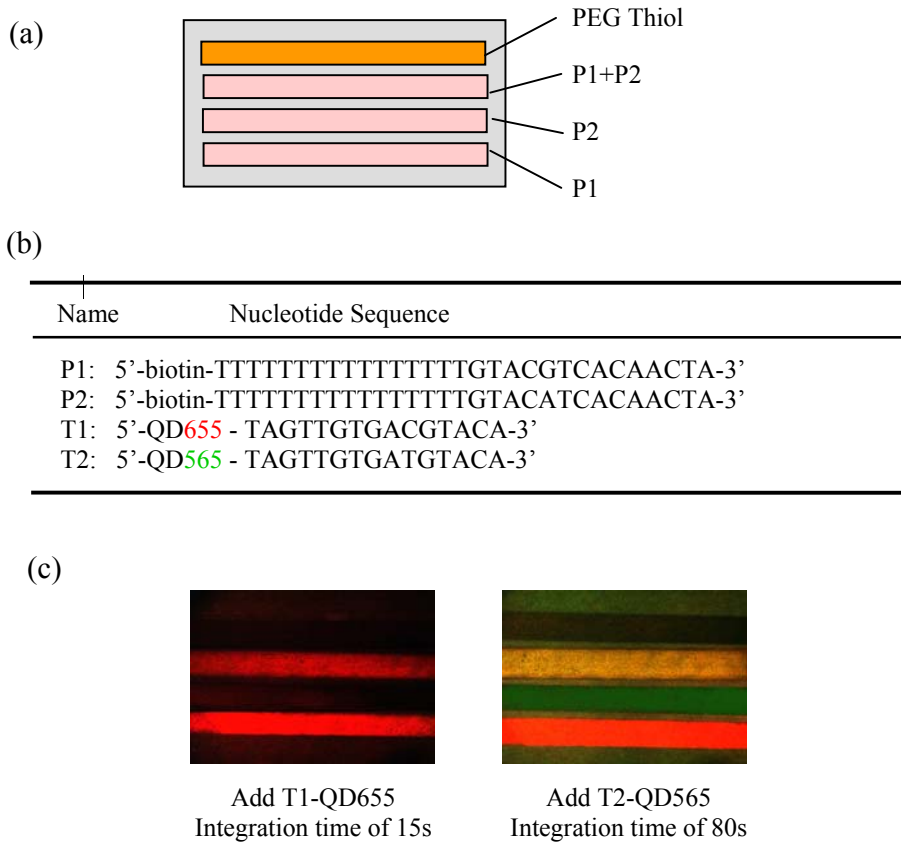 (a)
PEG Thiol
P1+P2
P2
P1
(b)
Name Nucleotide Sequence
P1: 5’-biotin-TTTTTTTTTTTTTTTTGTACGTCACAACTA-3’
P2: 5’-biotin-TTTTTTTTTTTTTTTTGTACATCACAACTA-3’
T1: 5’-QD655 - TAGTTGTGACGTACA-3’
T2: 5’-QD565 - TAGTTGTGATGTACA-3’
(c)
Add T1-QD655
Integration time of 15s
Add T2-QD565
Integration time of 80s